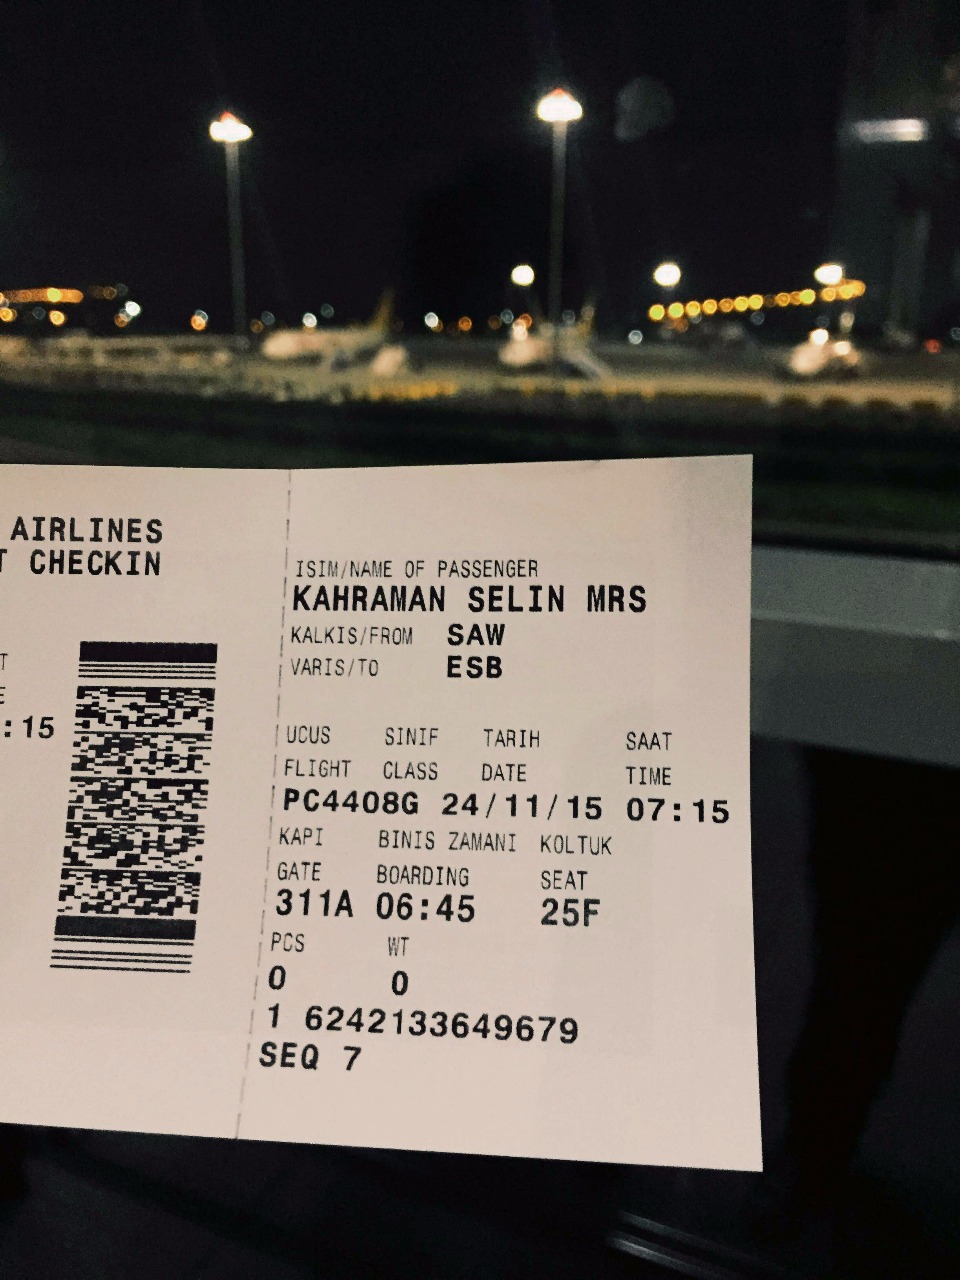 AIRLINES
T CHECKIN
T
E
:15
ISIM/NAME OF PASSENGER
KAHRAMAN SELIN MRS
KALKIS/FROM SAW
VARIS/TO ESB
UCUS SINIF TARIH SAAT
FLIGHT CLASS DATE TIME
PC4408G 24/11/15 07:15
KAPI BINIS ZAMANI KOLTUK
GATE BOARDING SEAT
311A 06:45 25F
PCS WT
0 0
1 6242133649679
SEQ 7